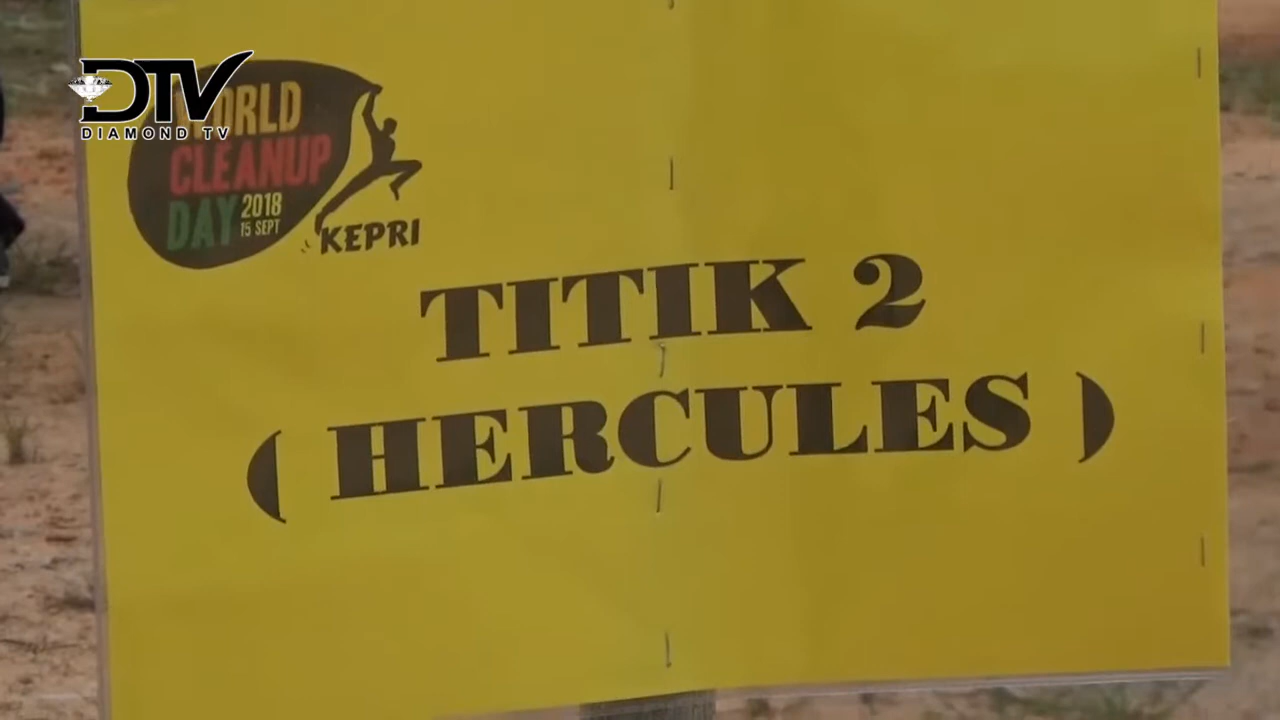 DTV
DIAMOND TV
WORLD
CLEANUP
DAY 2018
15 SEPT
KEPRI
TITIK 2
( HERCULES )